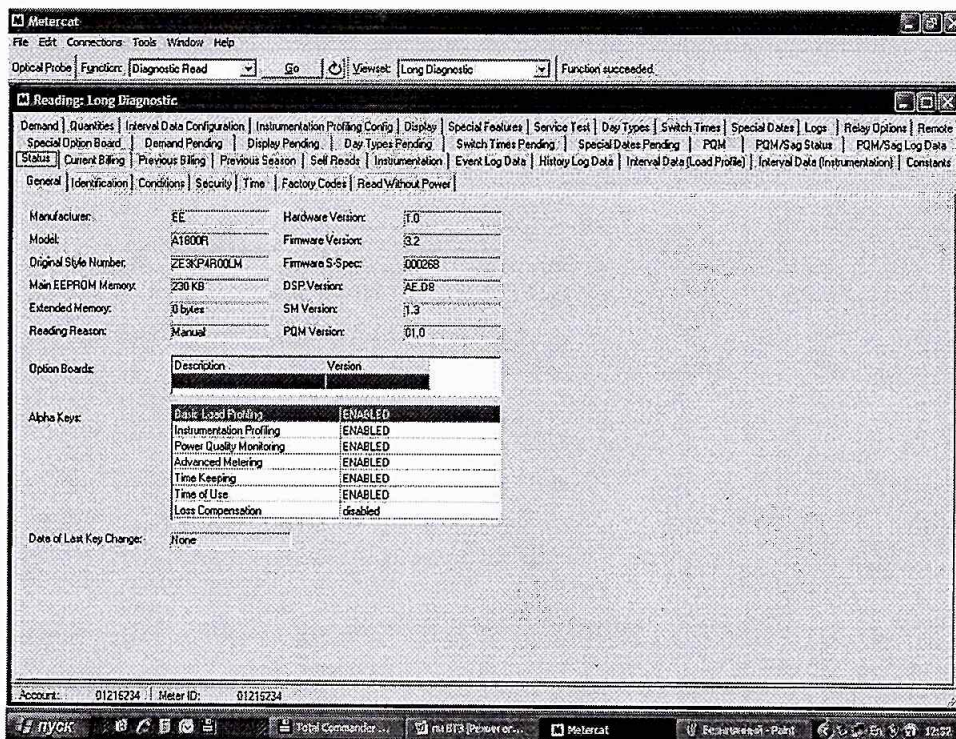 Metercat
File Edit Connections Tools Window Help
Optical Probe Function: Diagnostic Read Go Viewset: Long Diagnostic Function succeeded.
Reading: Long Diagnostic
Demand Quantities Interval Data Configuration Instrumentation Profiling Config Display Special Features Service Test Day Types Switch Times Special Dates Logs Relay Options Remote
Special Option Board Demand Pending Display Pending Day Types Pending Switch Times Pending Special Dates Pending PQM PQM/Sag Status PQM/Sag Log Data
Status Current Billing Previous Billing Previous Season Self Reads Instrumentation Event Log Data History Log Data Interval Data (Load Profile) Interval Data (Instrumentation) Constants
General Identification Conditions Security Time Factory Codes Read Without Power
Manufacturer: EE Hardware Version: 1.0
Model: A1800R Firmware Version: 3.2
Original Style Number: ZE3KP4R00LM Firmware S-Spec: 000268
Main EEPROM Memory: 230 KB DSP Version: AE.D8
Extended Memory: 0 bytes SM Version: 1.3
Reading Reason: Manual PQM Version: 01.0
Option Boards: Description Version
Alpha Keys: Basic Load Profiling ENABLED
Instrumentation Profiling ENABLED
Power Quality Monitoring ENABLED
Advanced Metering ENABLED
Time Keeping ENABLED
Time of Use ENABLED
Loss Compensation disabled
Date of Last Key Change: None
Account: 01216234 Meter ID: 01216234
пуск Total Commander ... Metercat Безымянный - Paint En 12:32